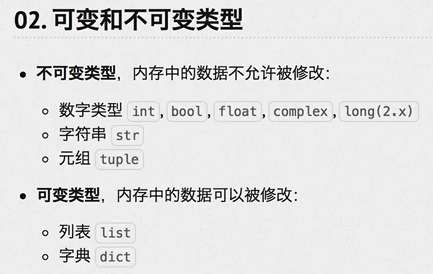 02. 可变和不可变类型
不可变类型，内存中的数据不允许被修改：
数字类型 int, bool, float, complex, long(2.x)
字符串 str
元组 tuple
可变类型，内存中的数据可以被修改：
列表 list
字典 dict